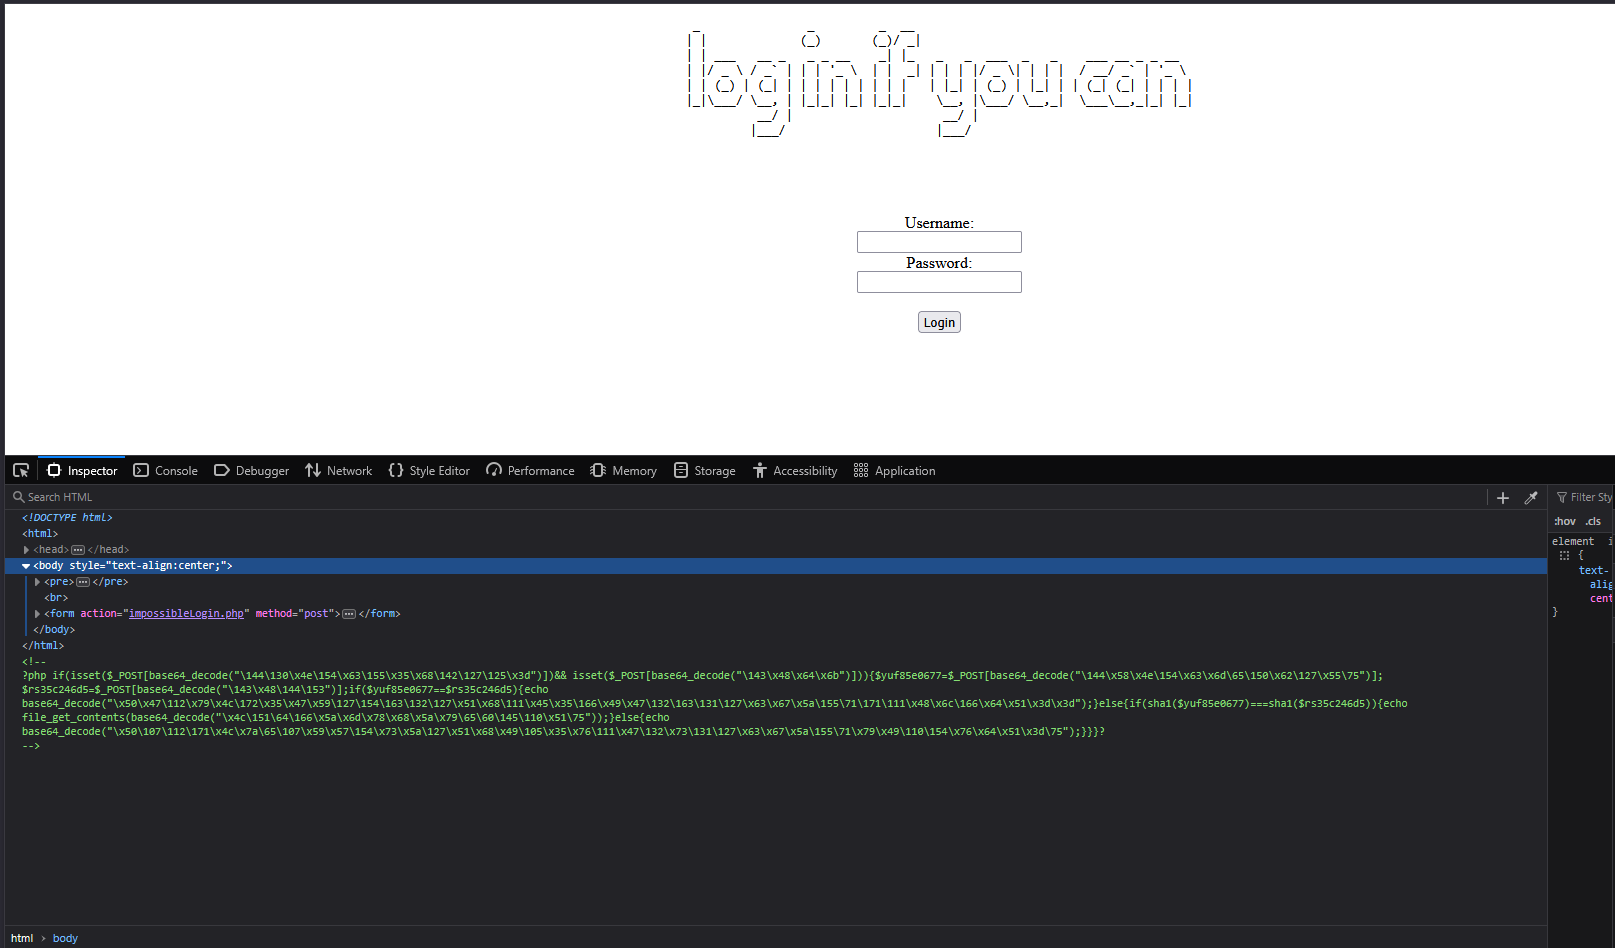 login if you can
Username:
Password:
Login
Inspector Console Debugger Network Style Editor Performance Memory Storage Accessibility Application
Search HTML
Filter Sty
:hov .cls
<!DOCTYPE html>
<html>
<head>⋯</head>
<body style="text-align:center;">
<pre>⋯</pre>
<br>
<form action="impossibleLogin.php" method="post">⋯</form>
</body>
</html>
<!--
?php if(isset($_POST[base64_decode("\144\130\x4e\154\x63\155\x35\x68\142\127\125\x3d")])&& isset($_POST[base64_decode("\143\x48\x64\x6b")])){$yuf85e0677=$_POST[base64_decode("\144\x58\x4e\154\x63\x6d\65\150\x62\127\x55\75")];
$rs35c246d5=$_POST[base64_decode("\143\x48\144\153")];if($yuf85e0677==$rs35c246d5){echo
base64_decode("\x50\x47\112\x79\x4c\172\x35\x47\x59\127\154\163\132\127\x51\x68\111\x45\x35\166\x49\x47\132\163\131\127\x63\x67\x5a\155\71\171\111\x48\x6c\166\x64\x51\x3d\x3d");}else{if(sha1($yuf85e0677)===sha1($rs35c246d5)){echo
file_get_contents(base64_decode("\x4c\151\64\166\x5a\x6d\x78\x68\x5a\x79\65\60\145\110\x51\75"));}else{echo
base64_decode("\x50\107\112\171\x4c\x7a\65\107\x59\x57\154\x73\x5a\127\x51\x68\x49\105\x35\x76\111\x47\132\x73\131\127\x63\x67\x5a\155\71\x79\x49\110\154\x76\x64\x51\x3d\75");}}}?
-->
element i
{
text-
alig
cent
}
html › body